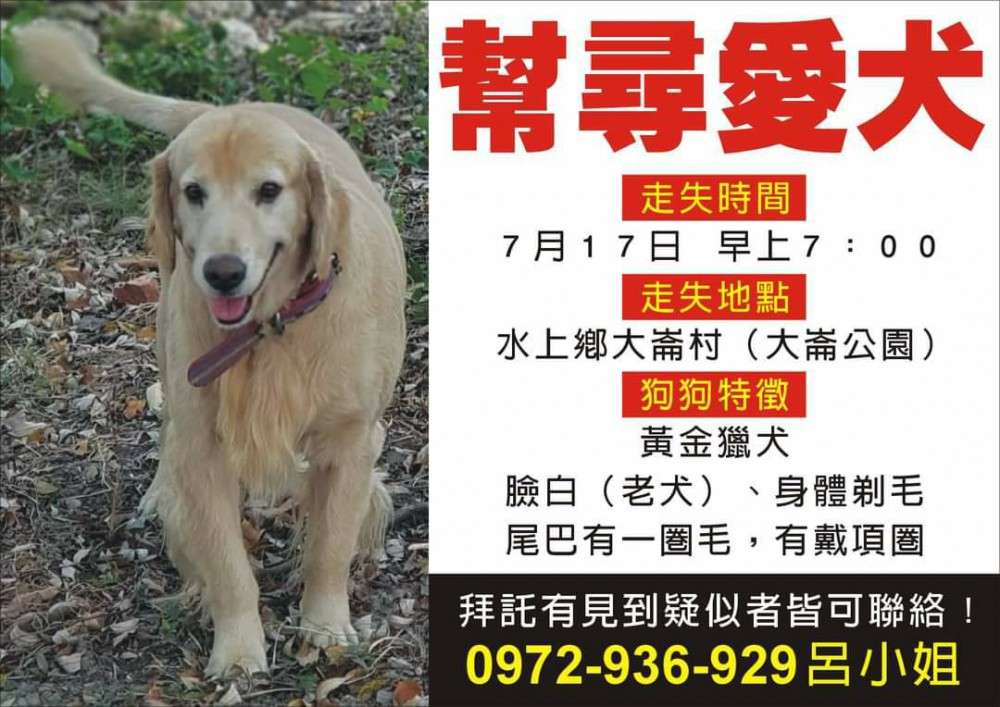 幫尋愛犬
走失時間
7月17日 早上7:00
走失地點
水上鄉大崙村（大崙公園）
狗狗特徵
黃金獵犬
臉白（老犬）、身體剃毛
尾巴有一圈毛，有戴項圈
拜託有見到疑似者皆可聯絡！
0972-936-929呂小姐